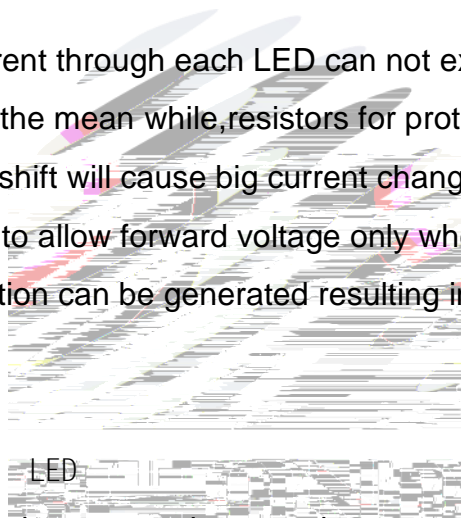 rent through each LED can not ex
the mean while,resistors for prot
shift will cause big current chang
to allow forward voltage only wh
tion can be generated resulting i
LED